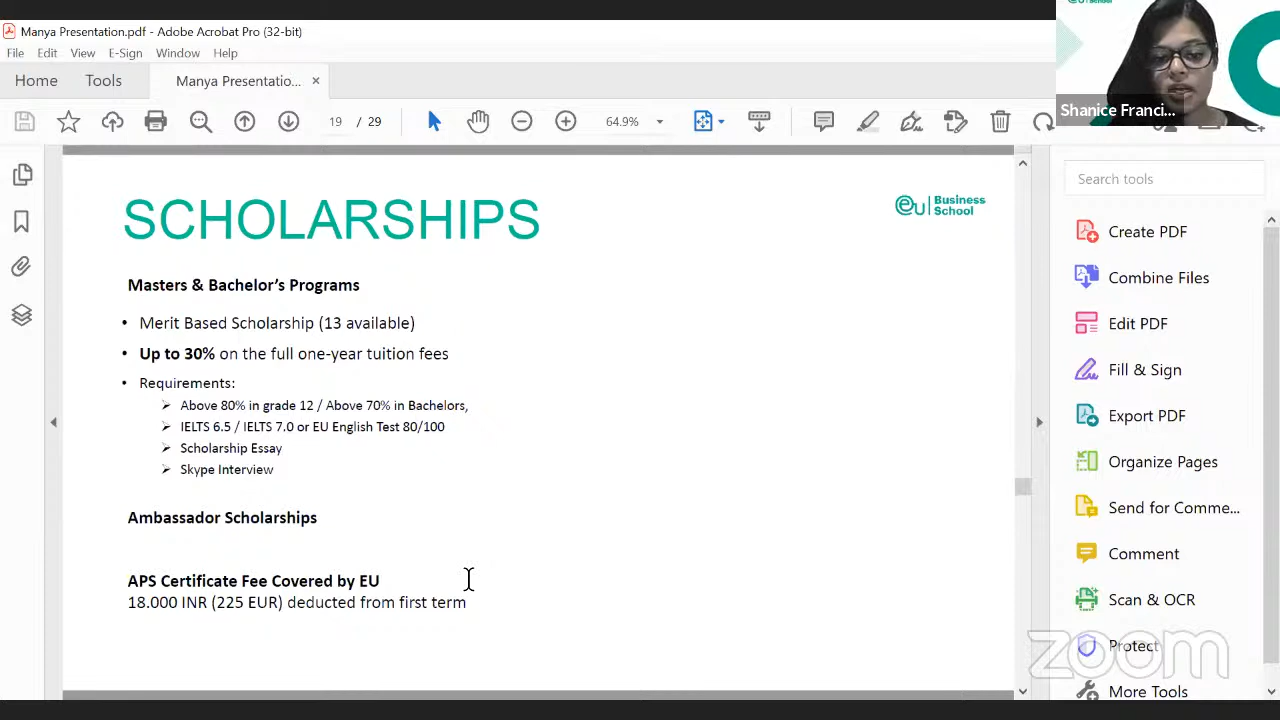 Manya Presentation.pdf - Adobe Acrobat Pro (32-bit)
File Edit View E-Sign Window Help
Home Tools Manya Presentatio... ×
19 /
64.9%
Shanice Franci...
SCHOLARSHIPS
eu Business School
Masters & Bachelor's Programs
• Merit Based Scholarship (13 available)
• Up to 30% on the full one-year tuition fees
• Requirements:
➢ Above 80% in grade 12 / Above 70% in Bachelors,
➢ IELTS 6.5 / IELTS 7.0 or EU English Test 80/100
➢ Scholarship Essay
➢ Skype Interview
Ambassador Scholarships
APS Certificate Fee Covered by EU
18.000 INR (225 EUR) deducted from first term
Search tools
Create PDF
Combine Files
Edit PDF
Fill & Sign
Export PDF
Organize Pages
Send for Comme...
Comment
Scan & OCR
Protect
More Tools
zoom